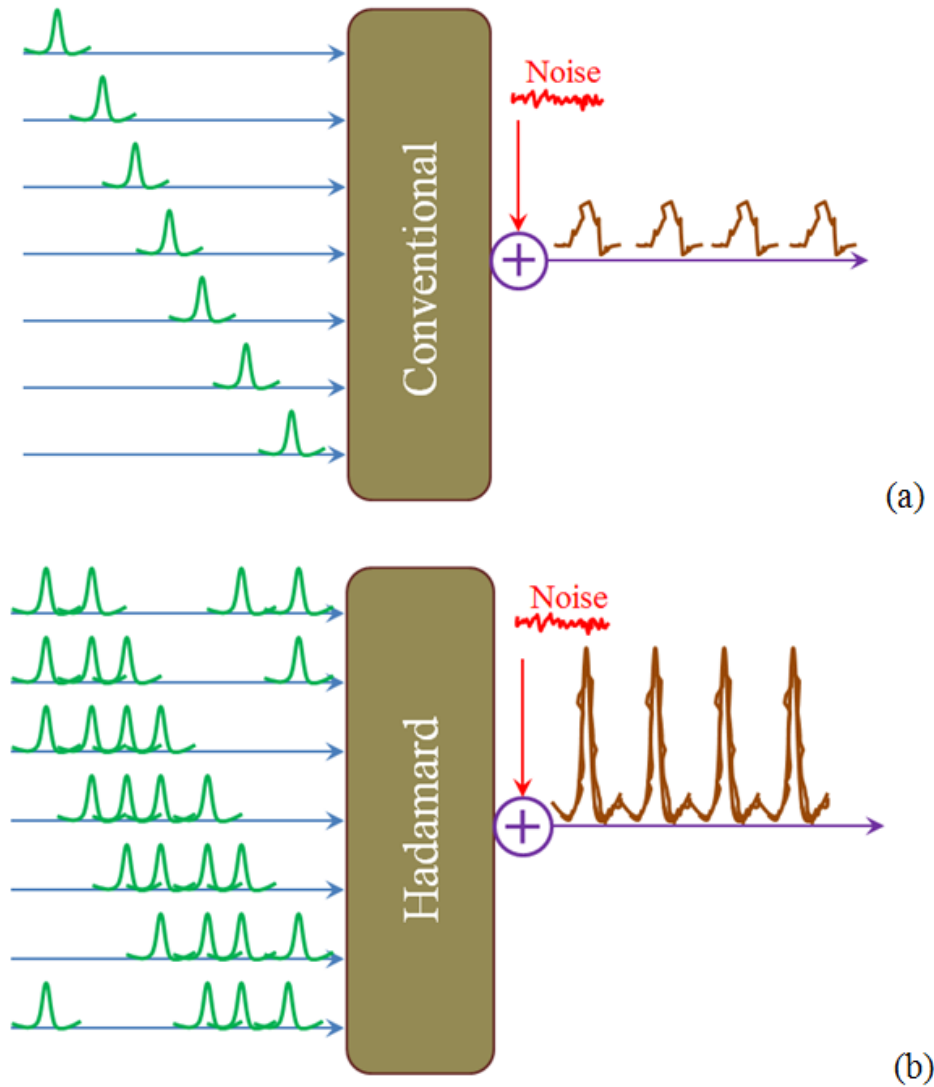 Noise
Conventional
+
(a)
Noise
Hadamard
+
(b)